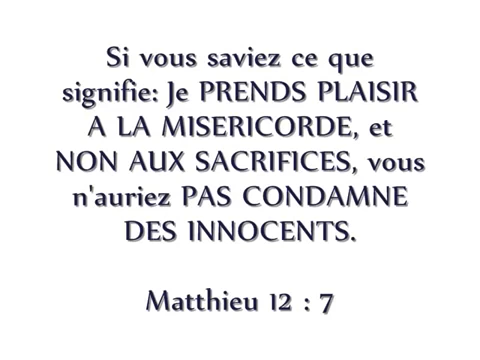 Si vous saviez ce que
signifie: Je PRENDS PLAISIR
A LA MISERICORDE, et
NON AUX SACRIFICES, vous
n'auriez PAS CONDAMNE
DES INNOCENTS.
Matthieu 12 : 7